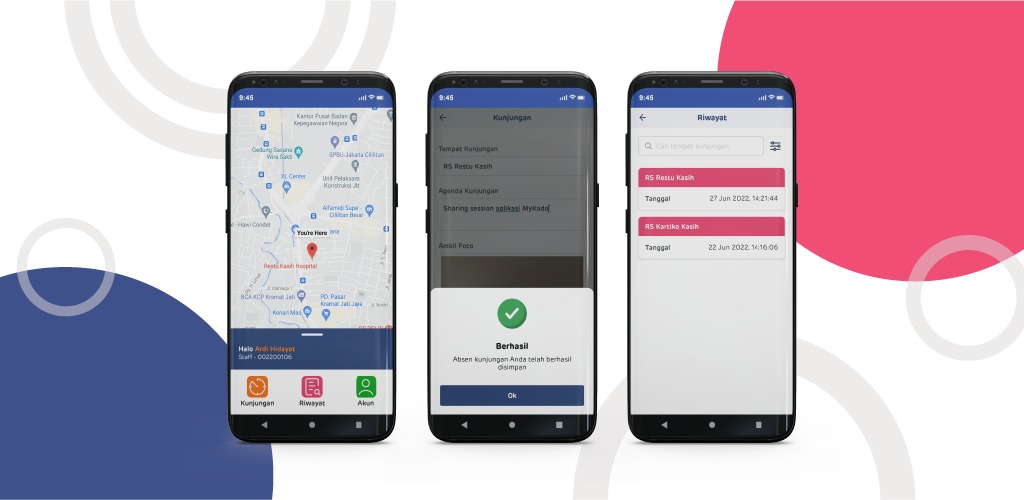 9:45
Kantor Pusat Badan
Kepegawaian Negara
Gedung Sasana
Wira Sakti
SPBU Jakarta Cililitan
XL Center
Unit Pelaksara
Konstruksi Jtl
Alfamidi Supe -
Cililitan Besar
Hawi Condet
You're Here
Restu Kasih Hospital
BCA KCP Kramat Jati
PD. Pasar
Kramat Jati Jaya
Kenari Mas
Halo Ardi Hidayat
Staff - 002200106
Kunjungan
Riwayat
Akun
9:45
Kunjungan
Tempat Kunjungan
RS Restu Kasih
Agenda Kunjungan
Sharing session aplikasi MyKado
Ambil Foto
Berhasil
Absen kunjungan Anda telah berhasil
disimpan
Ok
9:45
Riwayat
Cari tempat kunjungan
RS Restu Kasih
Tanggal 27 Jun 2022, 14:21:44
RS Kartika Kasih
Tanggal 22 Jun 2022, 14:16:06